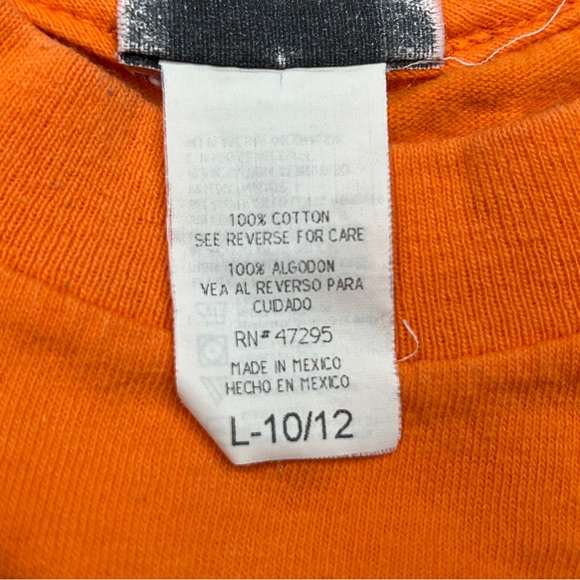 100% COTTON
SEE REVERSE FOR CARE
100% ALGODON
VEA AL REVERSO PARA
CUIDADO
RN# 47295
MADE IN MEXICO
HECHO EN MEXICO
L-10/12